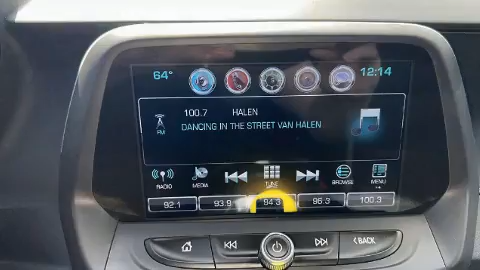 64° 12:14
100.7 HALEN
FM DANCING IN THE STREET VAN HALEN
RADIO MEDIA TUNE BROWSE MENU
92.1 93.9 94.3 96.3 100.3
BACK